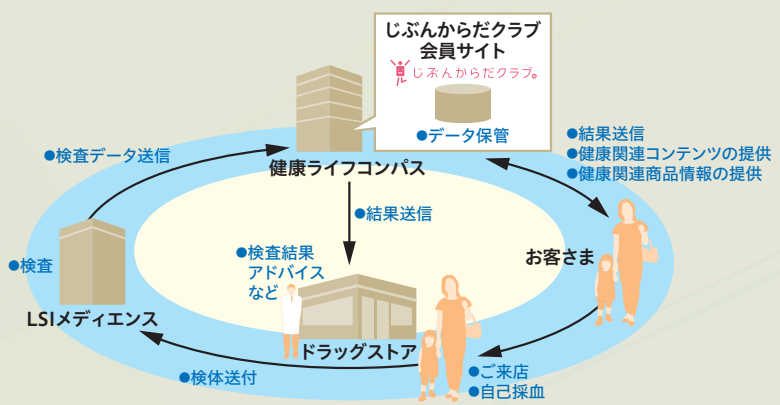 じぶんからだクラブ
会員サイト
じぶんからだクラブ。
●データ保管
●検査データ送信
健康ライフコンパス
●結果送信
●健康関連コンテンツの提供
●健康関連商品情報の提供
●結果送信
●検査結果
アドバイス
など
お客さま
●検査
LSIメディエンス
ドラッグストア
●検体送付
●ご来店
●自己採血